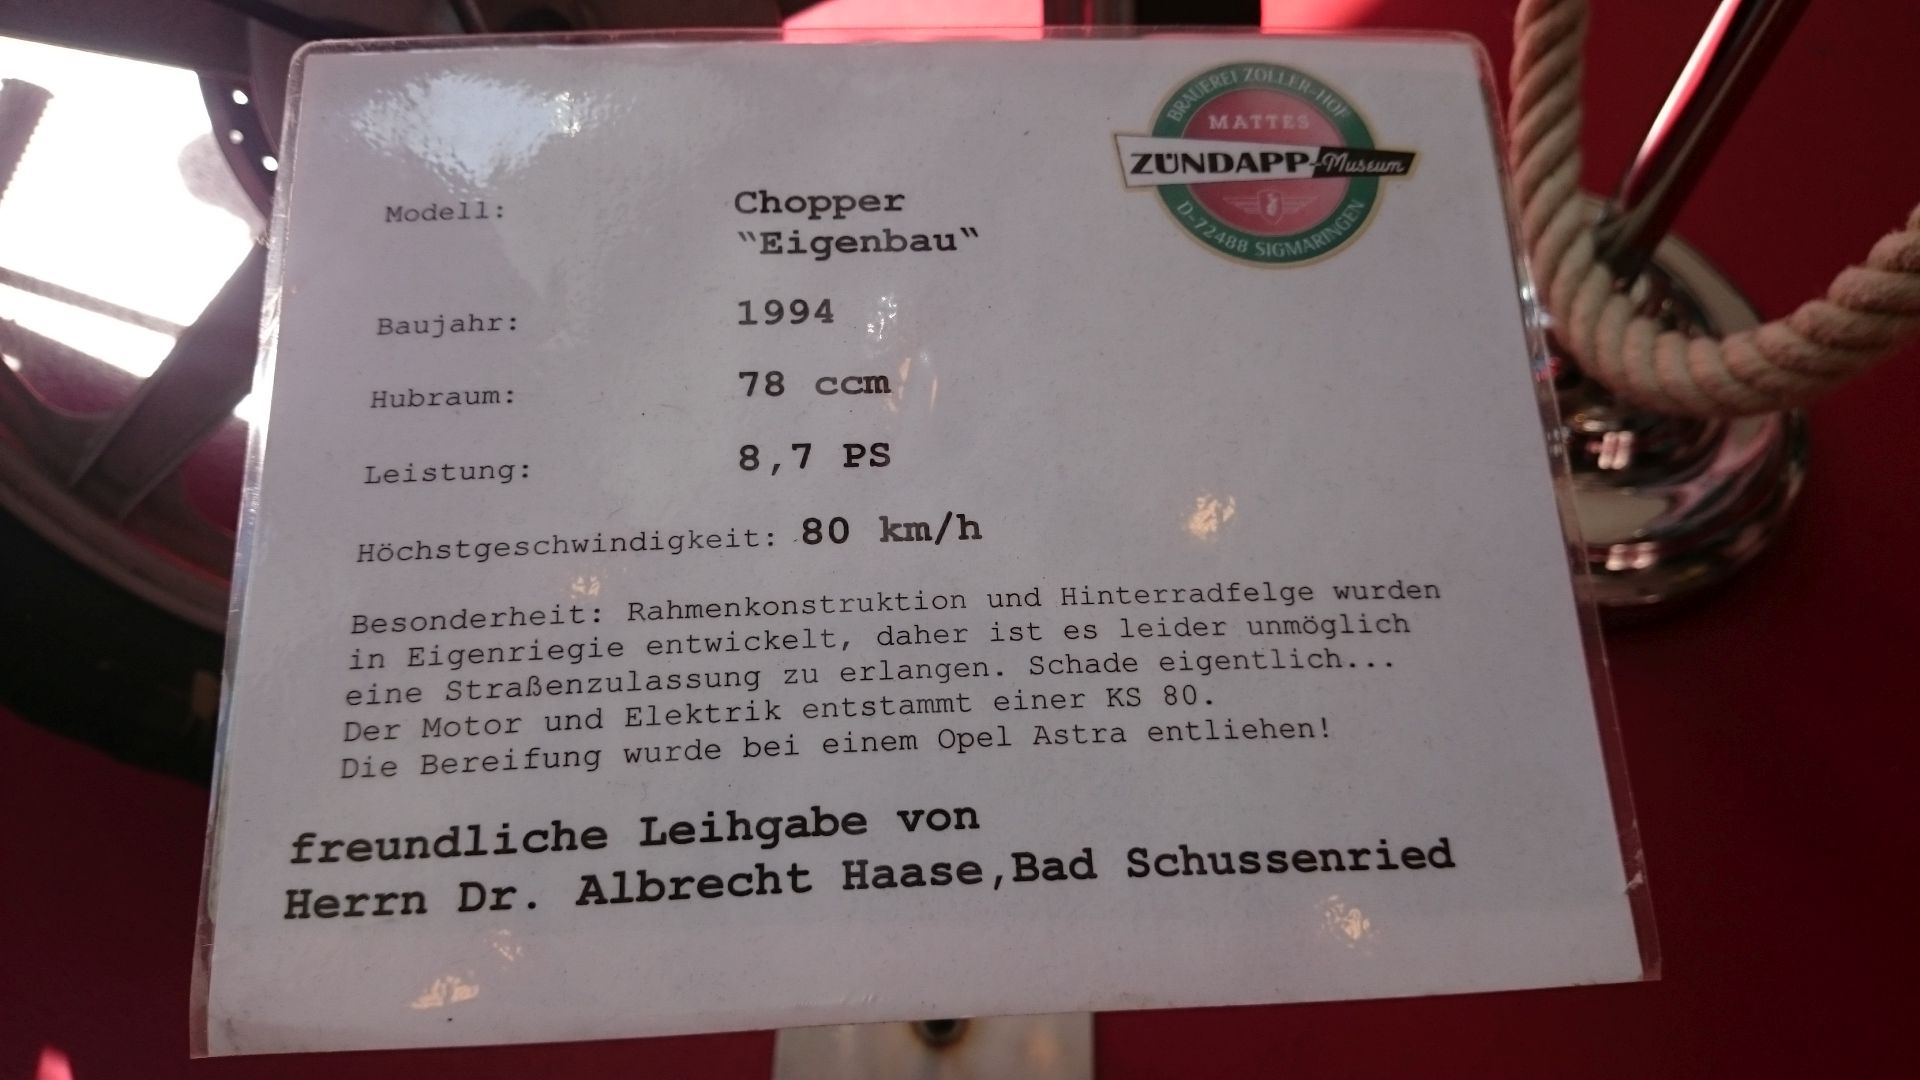 BRAUEREI ZOLLER-HOF
MATTES
ZÜNDAPP-Museum
D-72488 SIGMARINGEN
Modell: Chopper
"Eigenbau"
Baujahr: 1994
Hubraum: 78 ccm
Leistung: 8,7 PS
Höchstgeschwindigkeit: 80 km/h
Besonderheit: Rahmenkonstruktion und Hinterradfelge wurden
in Eigenriegie entwickelt, daher ist es leider unmöglich
eine Straßenzulassung zu erlangen. Schade eigentlich...
Der Motor und Elektrik entstammt einer KS 80.
Die Bereifung wurde bei einem Opel Astra entliehen!
freundliche Leihgabe von
Herrn Dr. Albrecht Haase,Bad Schussenried